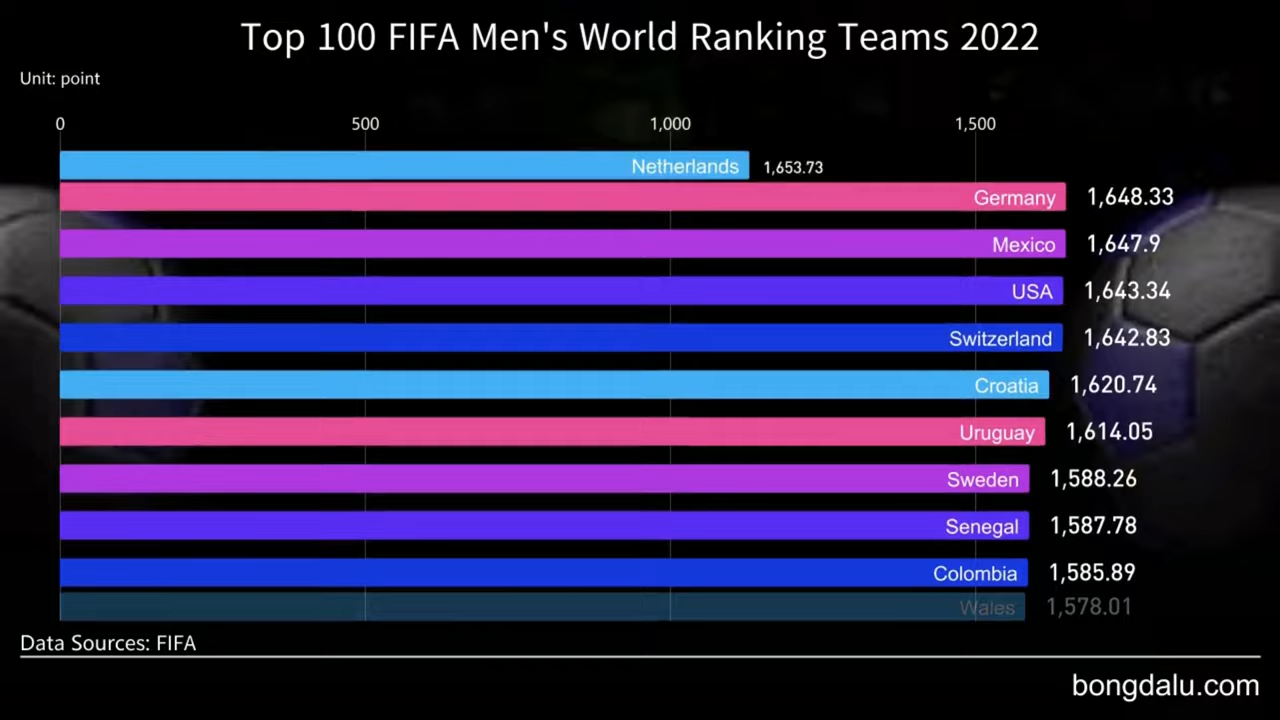 Top 100 FIFA Men's World Ranking Teams 2022
Unit: point
0 500 1,000 1,500
Netherlands 1,653.73
Germany 1,648.33
Mexico 1,647.9
USA 1,643.34
Switzerland 1,642.83
Croatia 1,620.74
Uruguay 1,614.05
Sweden 1,588.26
Senegal 1,587.78
Colombia 1,585.89
Wales 1,578.01
Data Sources: FIFA
bongdalu.com